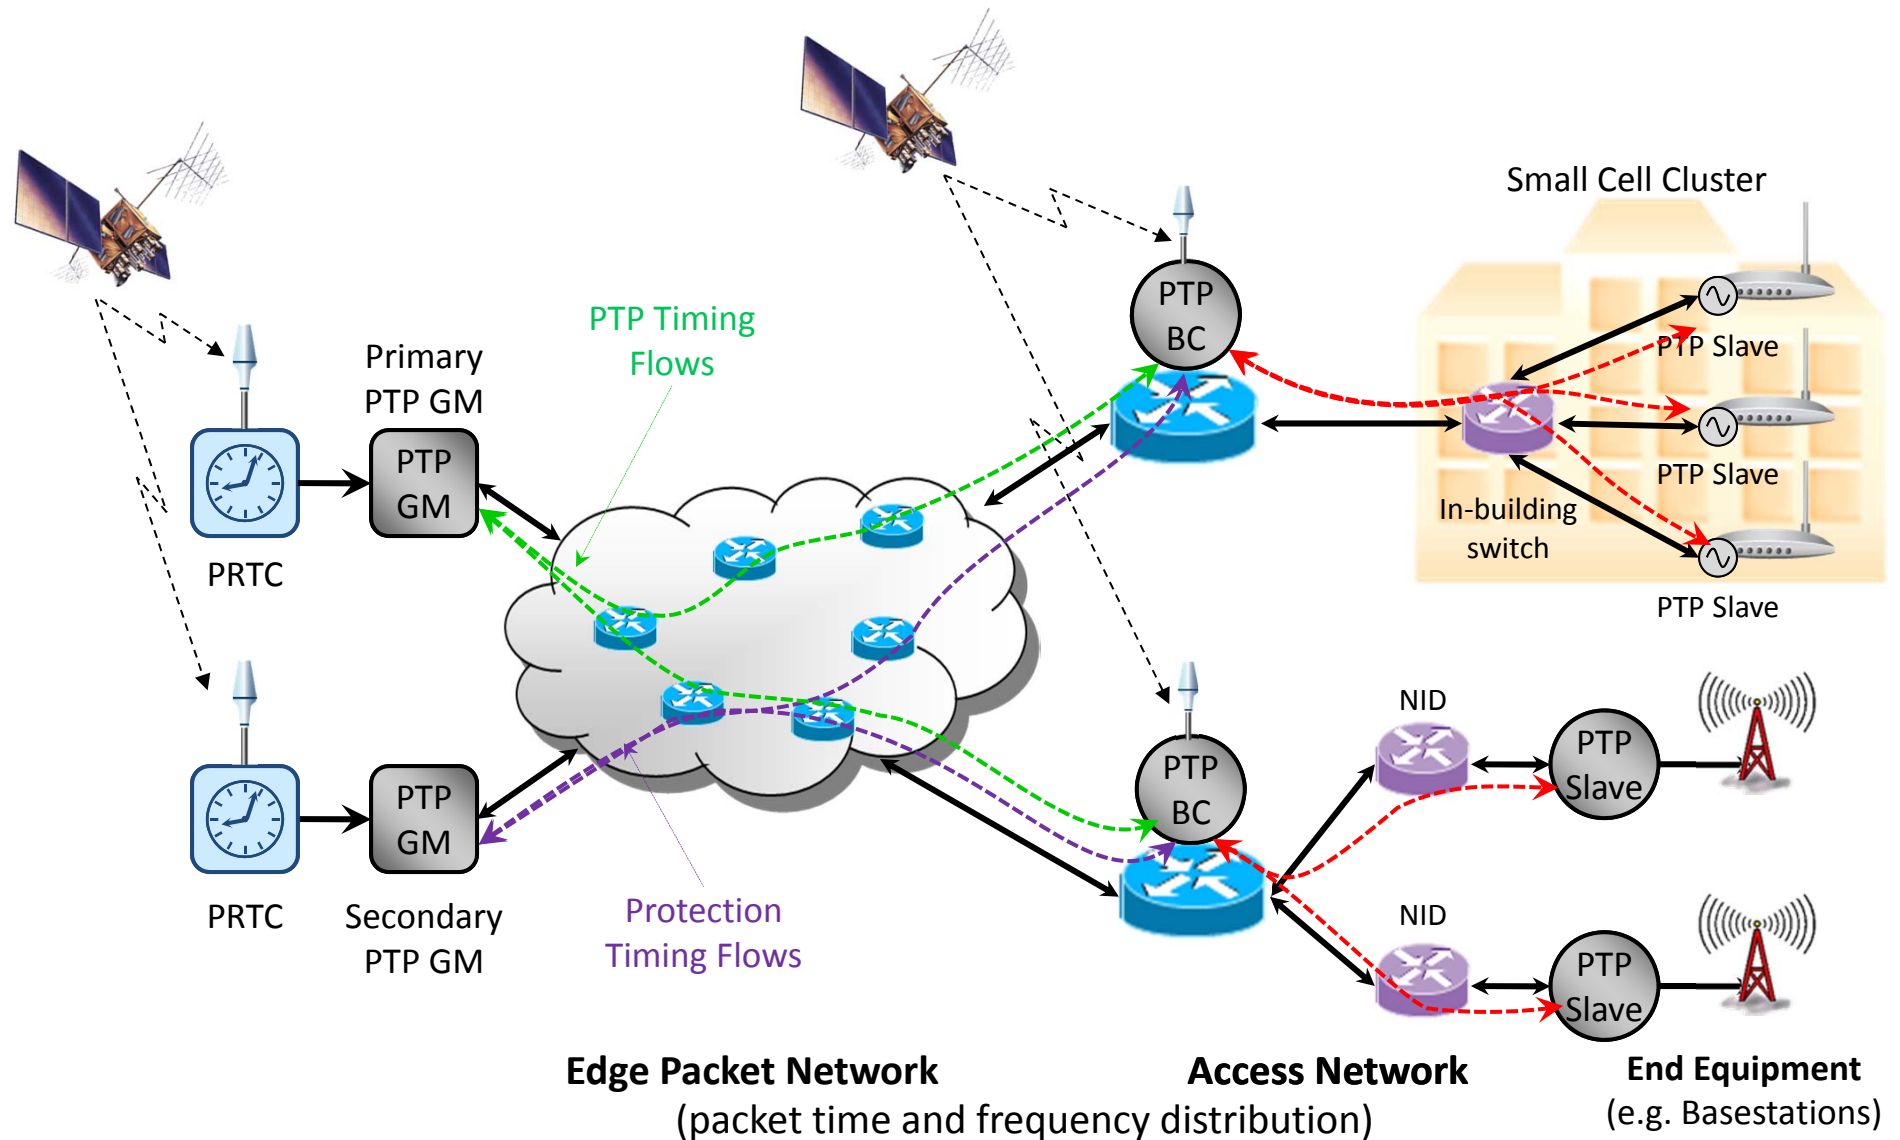 Small Cell Cluster
PTP
BC
PTP Timing
Flows
Primary
PTP GM
PTP
GM
PRTC
PTP Slave
PTP Slave
In-building
switch
PTP Slave
NID
PTP
Slave
PTP
BC
PTP
GM
PRTC
Secondary
PTP GM
Protection
Timing Flows
NID
PTP
Slave
Edge Packet Network
Access Network
(packet time and frequency distribution)
End Equipment
(e.g. Basestations)